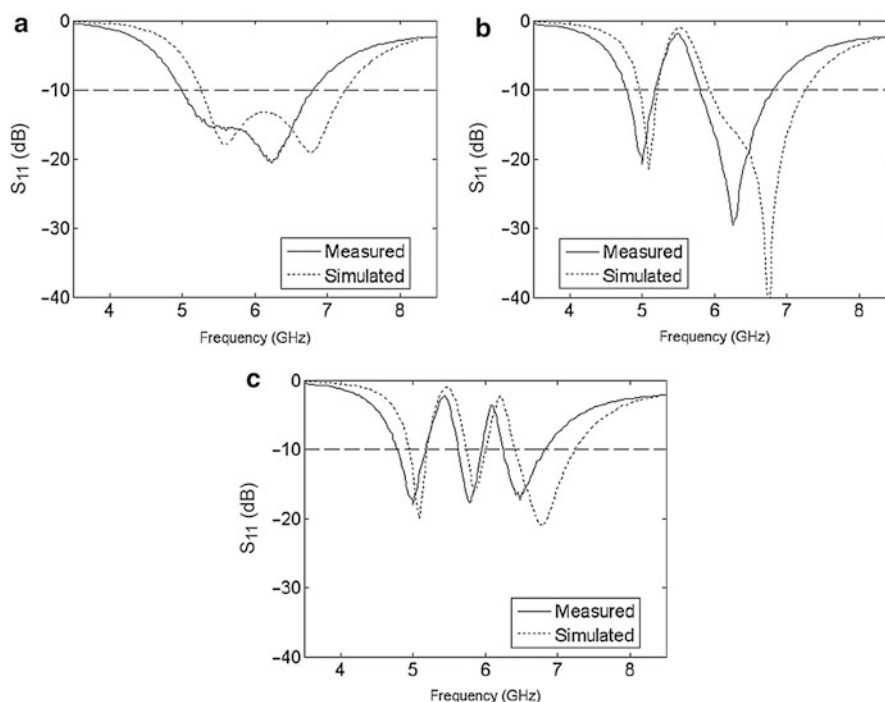 a
0
−10
−20
−30
−40
S11 (dB)
Measured
Simulated
4 5 6 7 8
Frequency (GHz)
b
0
−10
−20
−30
−40
S11 (dB)
Measured
Simulated
4 5 6 7 8
Frequency (GHz)
c
0
−10
−20
−30
−40
S11 (dB)
Measured
Simulated
4 5 6 7 8
Frequency (GHz)